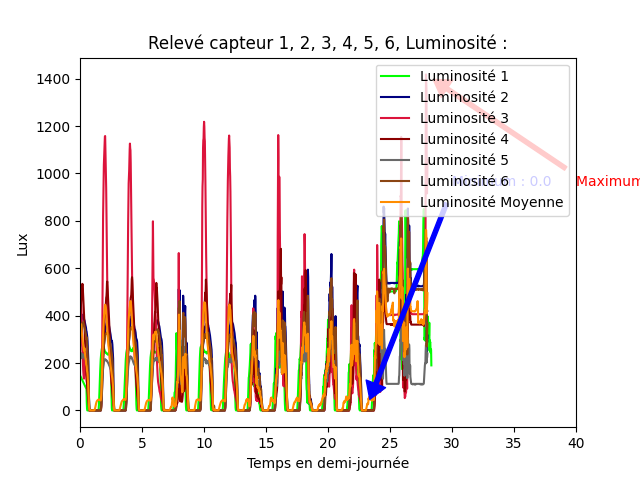 Relevé capteur 1, 2, 3, 4, 5, 6, Luminosité :
Lux
1400
1200
1000
800
600
400
200
0
Luminosité 1
Luminosité 2
Luminosité 3
Luminosité 4
Luminosité 5
Luminosité 6
Luminosité Moyenne
: 0.0
Maximum
0 5 10 15 20 25 30 35 40
Temps en demi-journée